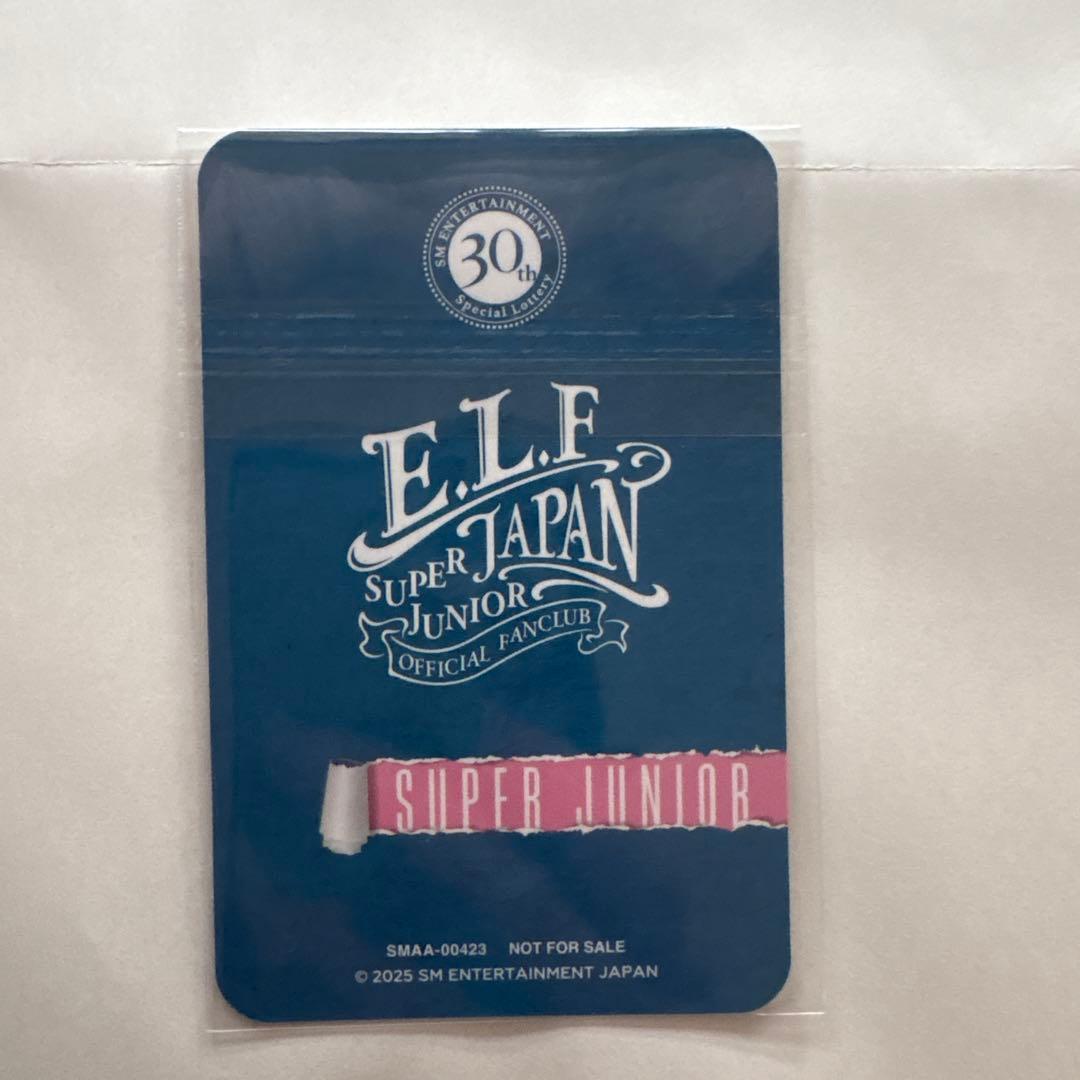 SM ENTERTAINMENT
30th
Special Lottery
E.L.F
JAPAN
SUPER
JUNIOR
OFFICIAL FANCLUB
SUPER JUNIOR
SMAA-00423 NOT FOR SALE
© 2025 SM ENTERTAINMENT JAPAN